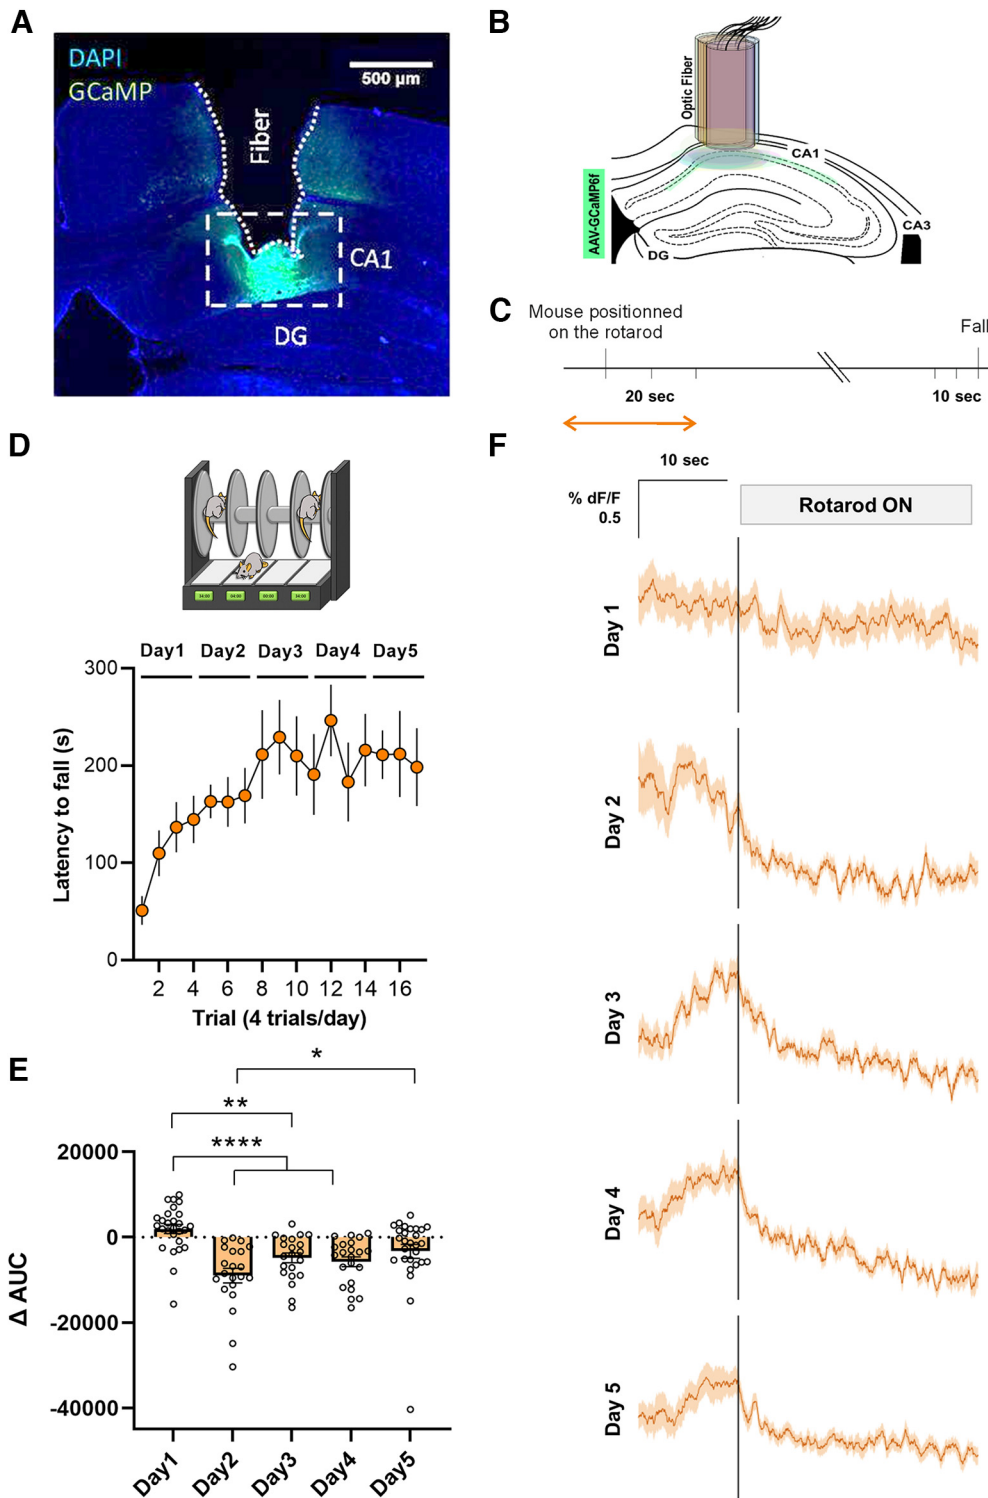 A
DAPI
GCaMP
500 µm
Fiber
CA1
DG
B
Optic Fiber
AAV-GCaMP6f
CA1
CA3
DG
C
Mouse positionned
on the rotarod
Fall
20 sec
10 sec
D
Day1 Day2 Day3 Day4 Day5
300
200
100
0
Latency to fall (s)
2 4 6 8 10 12 14 16
Trial (4 trials/day)
E
*
**
****
20000
0
-20000
-40000
Δ AUC
Day1 Day2 Day3 Day4 Day5
F
10 sec
% dF/F
0.5
Rotarod ON
Day 1
Day 2
Day 3
Day 4
Day 5